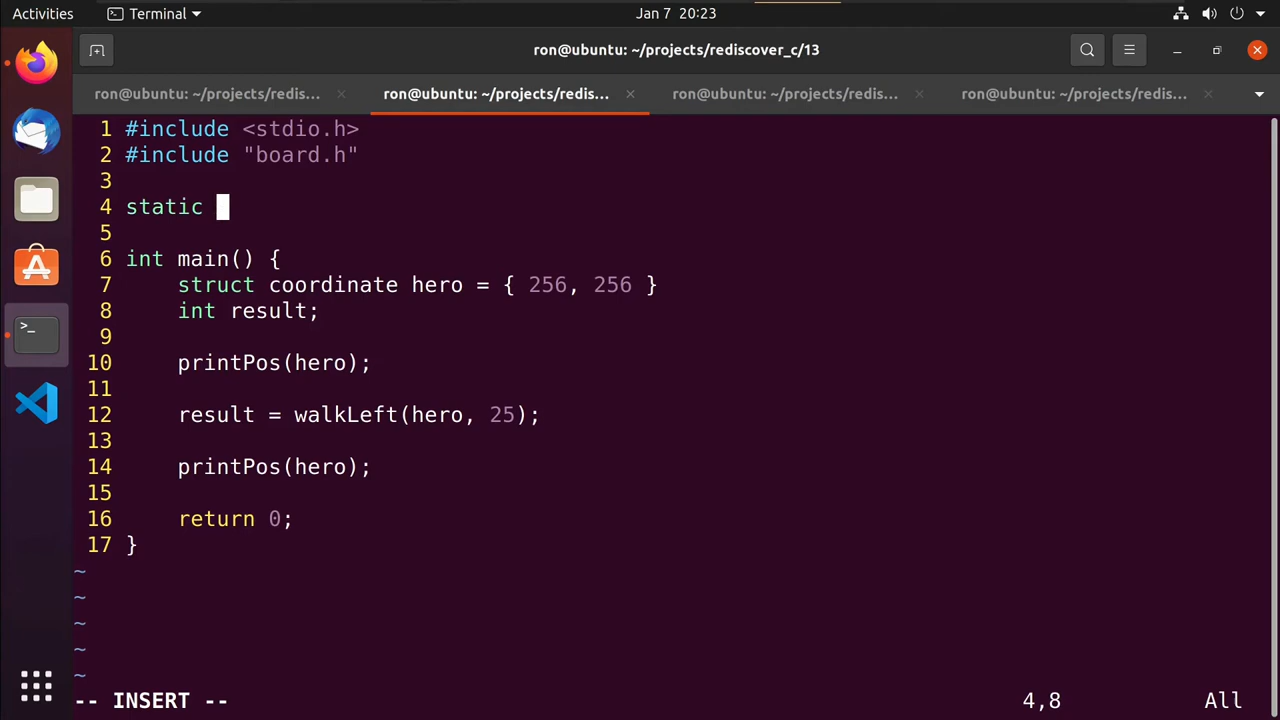 Activities Terminal Jan 7 20:23
ron@ubuntu: ~/projects/rediscover_c/13
ron@ubuntu: ~/projects/redis... ron@ubuntu: ~/projects/redis... ron@ubuntu: ~/projects/redis... ron@ubuntu: ~/projects/redis...
1 #include <stdio.h>
2 #include "board.h"
3
4 static
5
6 int main() {
7     struct coordinate hero = { 256, 256 }
8     int result;
9
10     printPos(hero);
11
12     result = walkLeft(hero, 25);
13
14     printPos(hero);
15
16     return 0;
17 }
~
~
~
~
~
-- INSERT -- 4,8 All